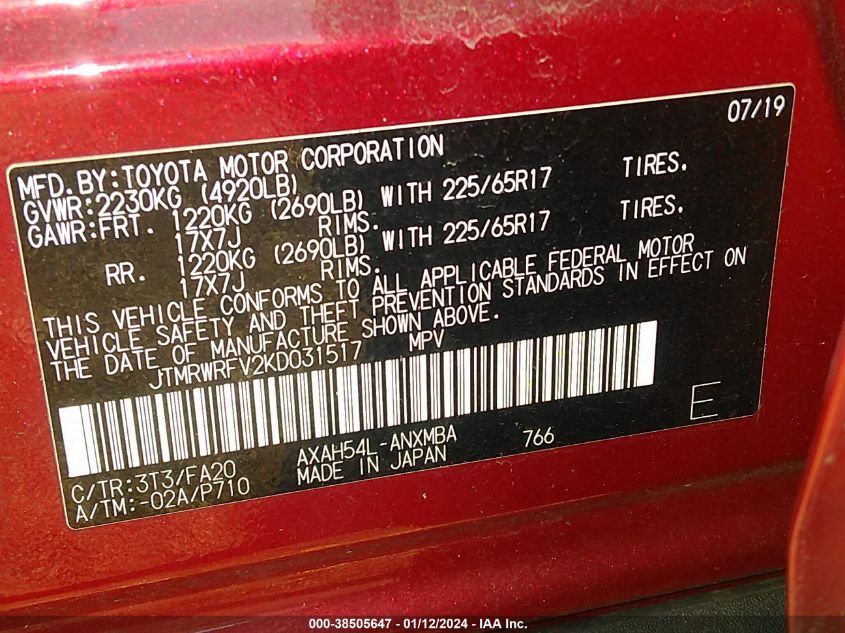 07/19
MFD. BY: TOYOTA MOTOR CORPORATION
GVWR: 2230KG (4920LB)
GAWR: FRT. 1220KG (2690LB) WITH 225/65R17 TIRES.
17X7J RIMS.
RR. 1220KG (2690LB) WITH 225/65R17 TIRES.
17X7J RIMS.
THIS VEHICLE CONFORMS TO ALL APPLICABLE FEDERAL MOTOR
VEHICLE SAFETY AND THEFT PREVENTION STANDARDS IN EFFECT ON
THE DATE OF MANUFACTURE SHOWN ABOVE.
JTMRWRFV2KD031517 MPV
E
C/TR: 3T3/FA20 AXAH54L-ANXMBA 766
A/TM: -02A/P710 MADE IN JAPAN
000-38505647 - 01/12/2024 - IAA Inc.